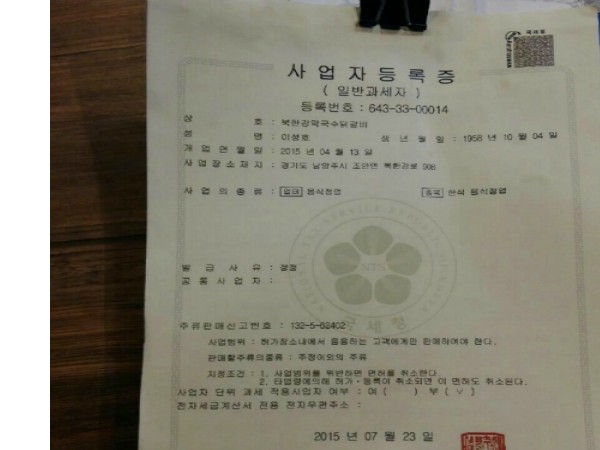 국세청
사업자등록증
( 일반과세자 )
등록번호 : 643-33-00014
상 호 : 북한강막국수닭갈비
성 명 : 이성호 생 년 월 일 : 1958 년 10 월 04 일
개 업 연 월 일 : 2015 년 04 월 13 일
사 업 장 소 재 지 : 경기도 남양주시 조안면 북한강로 908
사 업 의 종 류 : 업태 음식점업 종목 한식 음식점업
발 급 사 유 : 정정
공 동 사 업 자 :
주류판매신고번호 : 132-5-62402
사업범위 : 허가장소내에서 음용하는 고객에게만 판매하여야 한다.
판매할주류의종류 : 주정이외의 주류
지정조건 : 1. 사업범위를 위반하면 면허를 취소한다.
2. 타법령에의해 허가·등록이 취소되면 이 면허도 취소된다.
사업자 단위 과세 적용사업자 여부 : 여 ( ) 부 ( ∨ )
전자세금계산서 전용 전자우편주소 :
2015 년 07 월 23 일